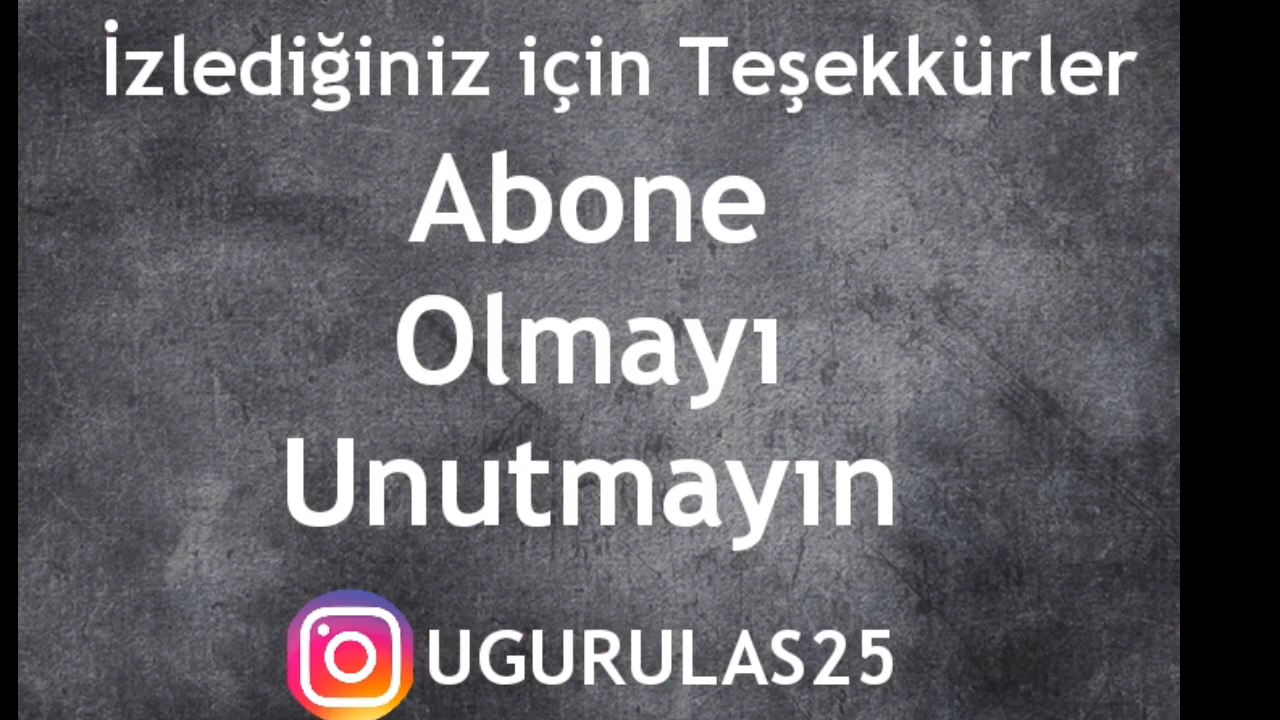 İzlediğiniz için Teşekkürler
Abone
Olmayı
Unutmayın
UGURULAS25